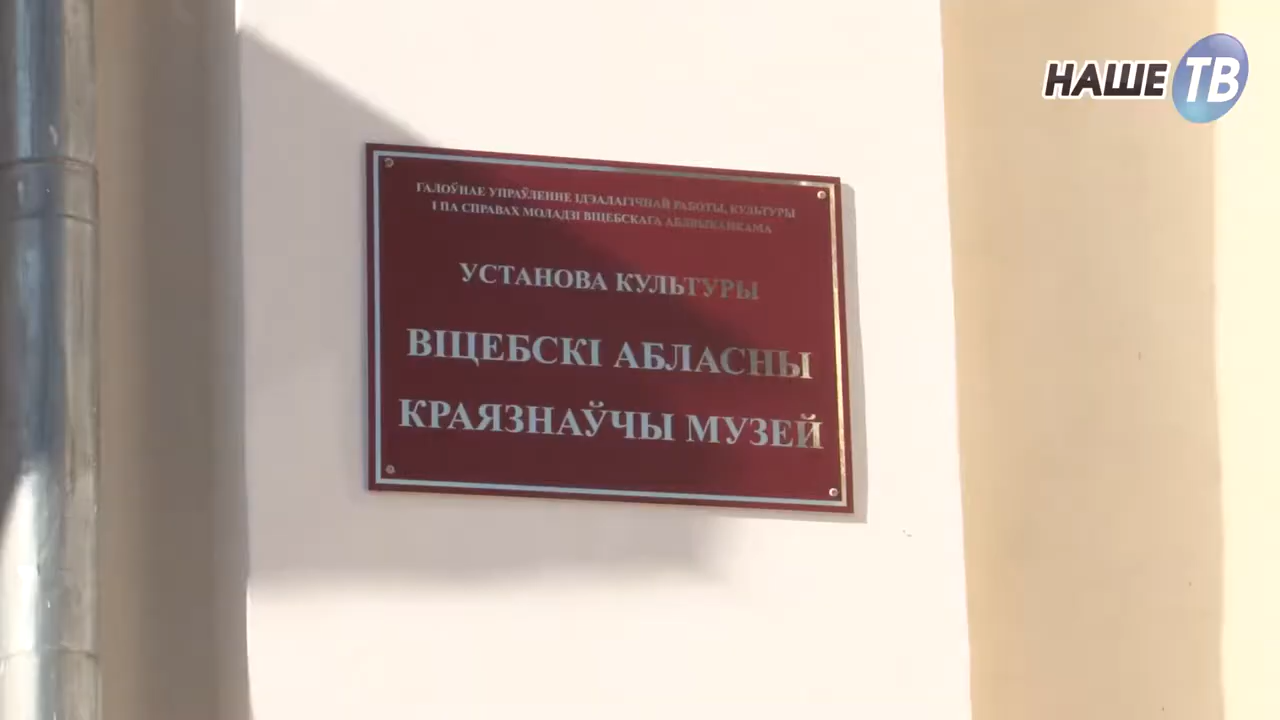 НАШЕ ТВ
ГАЛОЎНАЕ УПРАЎЛЕННЕ ІДЭАЛАГІЧНАЙ РАБОТЫ, КУЛЬТУРЫ
І ПА СПРАВАХ МОЛАДЗІ ВІЦЕБСКАГА АБЛВЫКАНКАМА
УСТАНОВА КУЛЬТУРЫ
ВІЦЕБСКІ АБЛАСНЫ
КРАЯЗНАЎЧЫ МУЗЕЙ